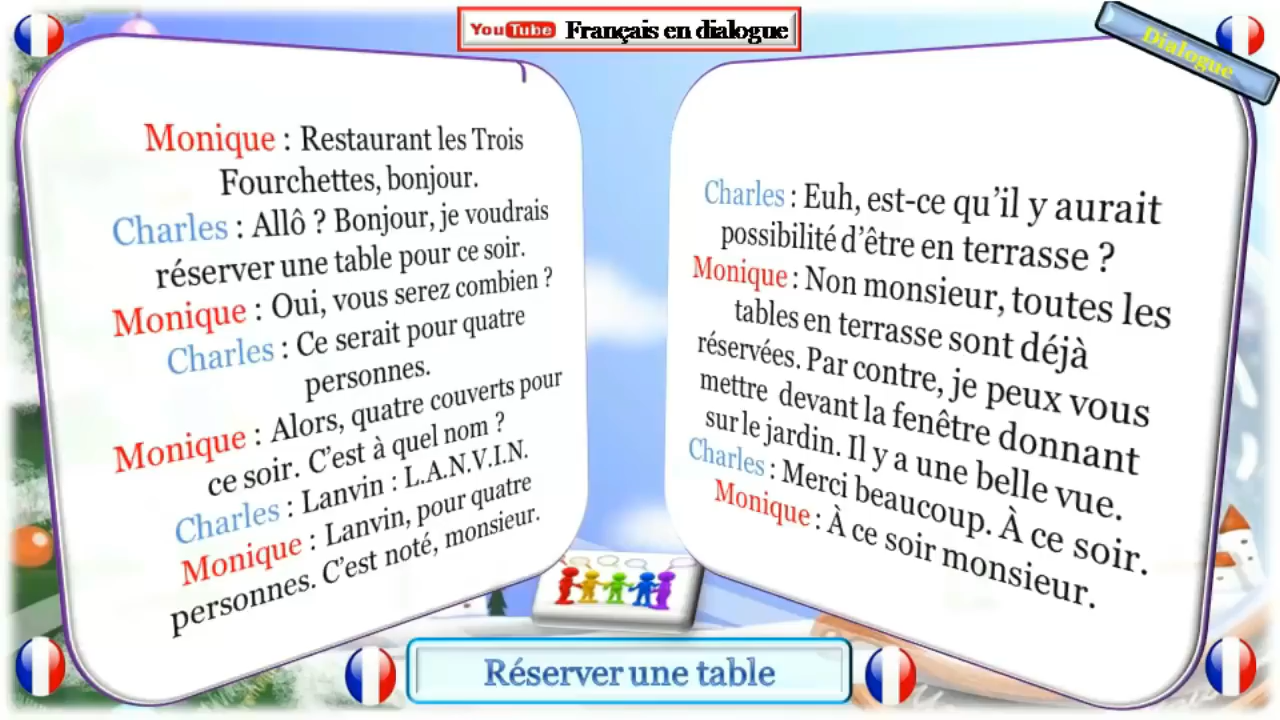 YouTube Français en dialogue
Dialogue
Monique : Restaurant les Trois
Fourchettes, bonjour.
Charles : Allô ? Bonjour, je voudrais
réserver une table pour ce soir.
Monique : Oui, vous serez combien ?
Charles : Ce serait pour quatre
personnes.
Monique : Alors, quatre couverts pour
ce soir. C’est à quel nom ?
Charles : Lanvin : L.A.N.V.I.N.
Monique : Lanvin, pour quatre
personnes. C’est noté, monsieur.
Charles : Euh, est-ce qu’il y aurait
possibilité d’être en terrasse ?
Monique : Non monsieur, toutes les
tables en terrasse sont déjà
réservées. Par contre, je peux vous
mettre devant la fenêtre donnant
sur le jardin. Il y a une belle vue.
Charles : Merci beaucoup. À ce soir.
Monique : À ce soir monsieur.
Réserver une table